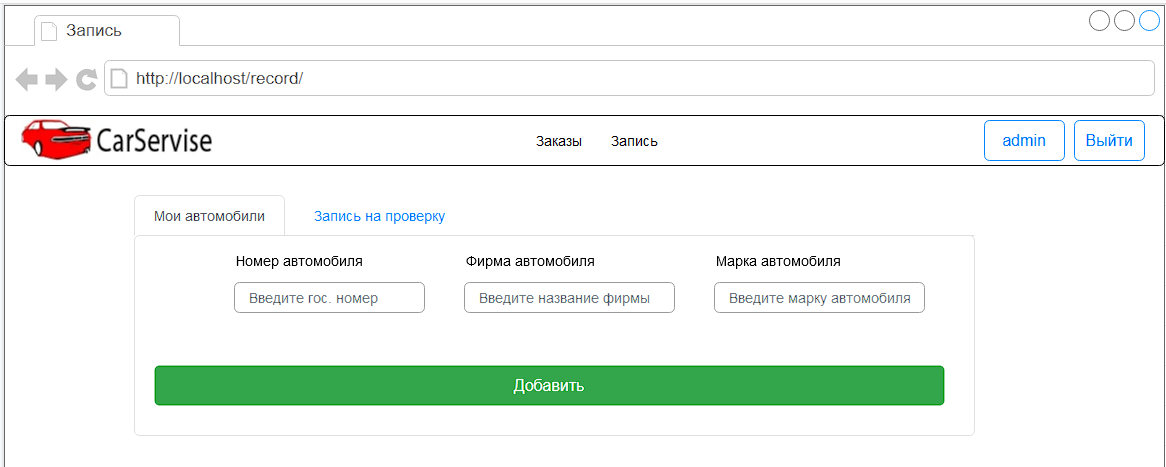 Запись
http://localhost/record/
CarServise
Заказы Запись
admin Выйти
Мои автомобили Запись на проверку
Номер автомобиля Фирма автомобиля Марка автомобиля
Введите гос. номер Введите название фирмы Введите марку автомобиля
Добавить